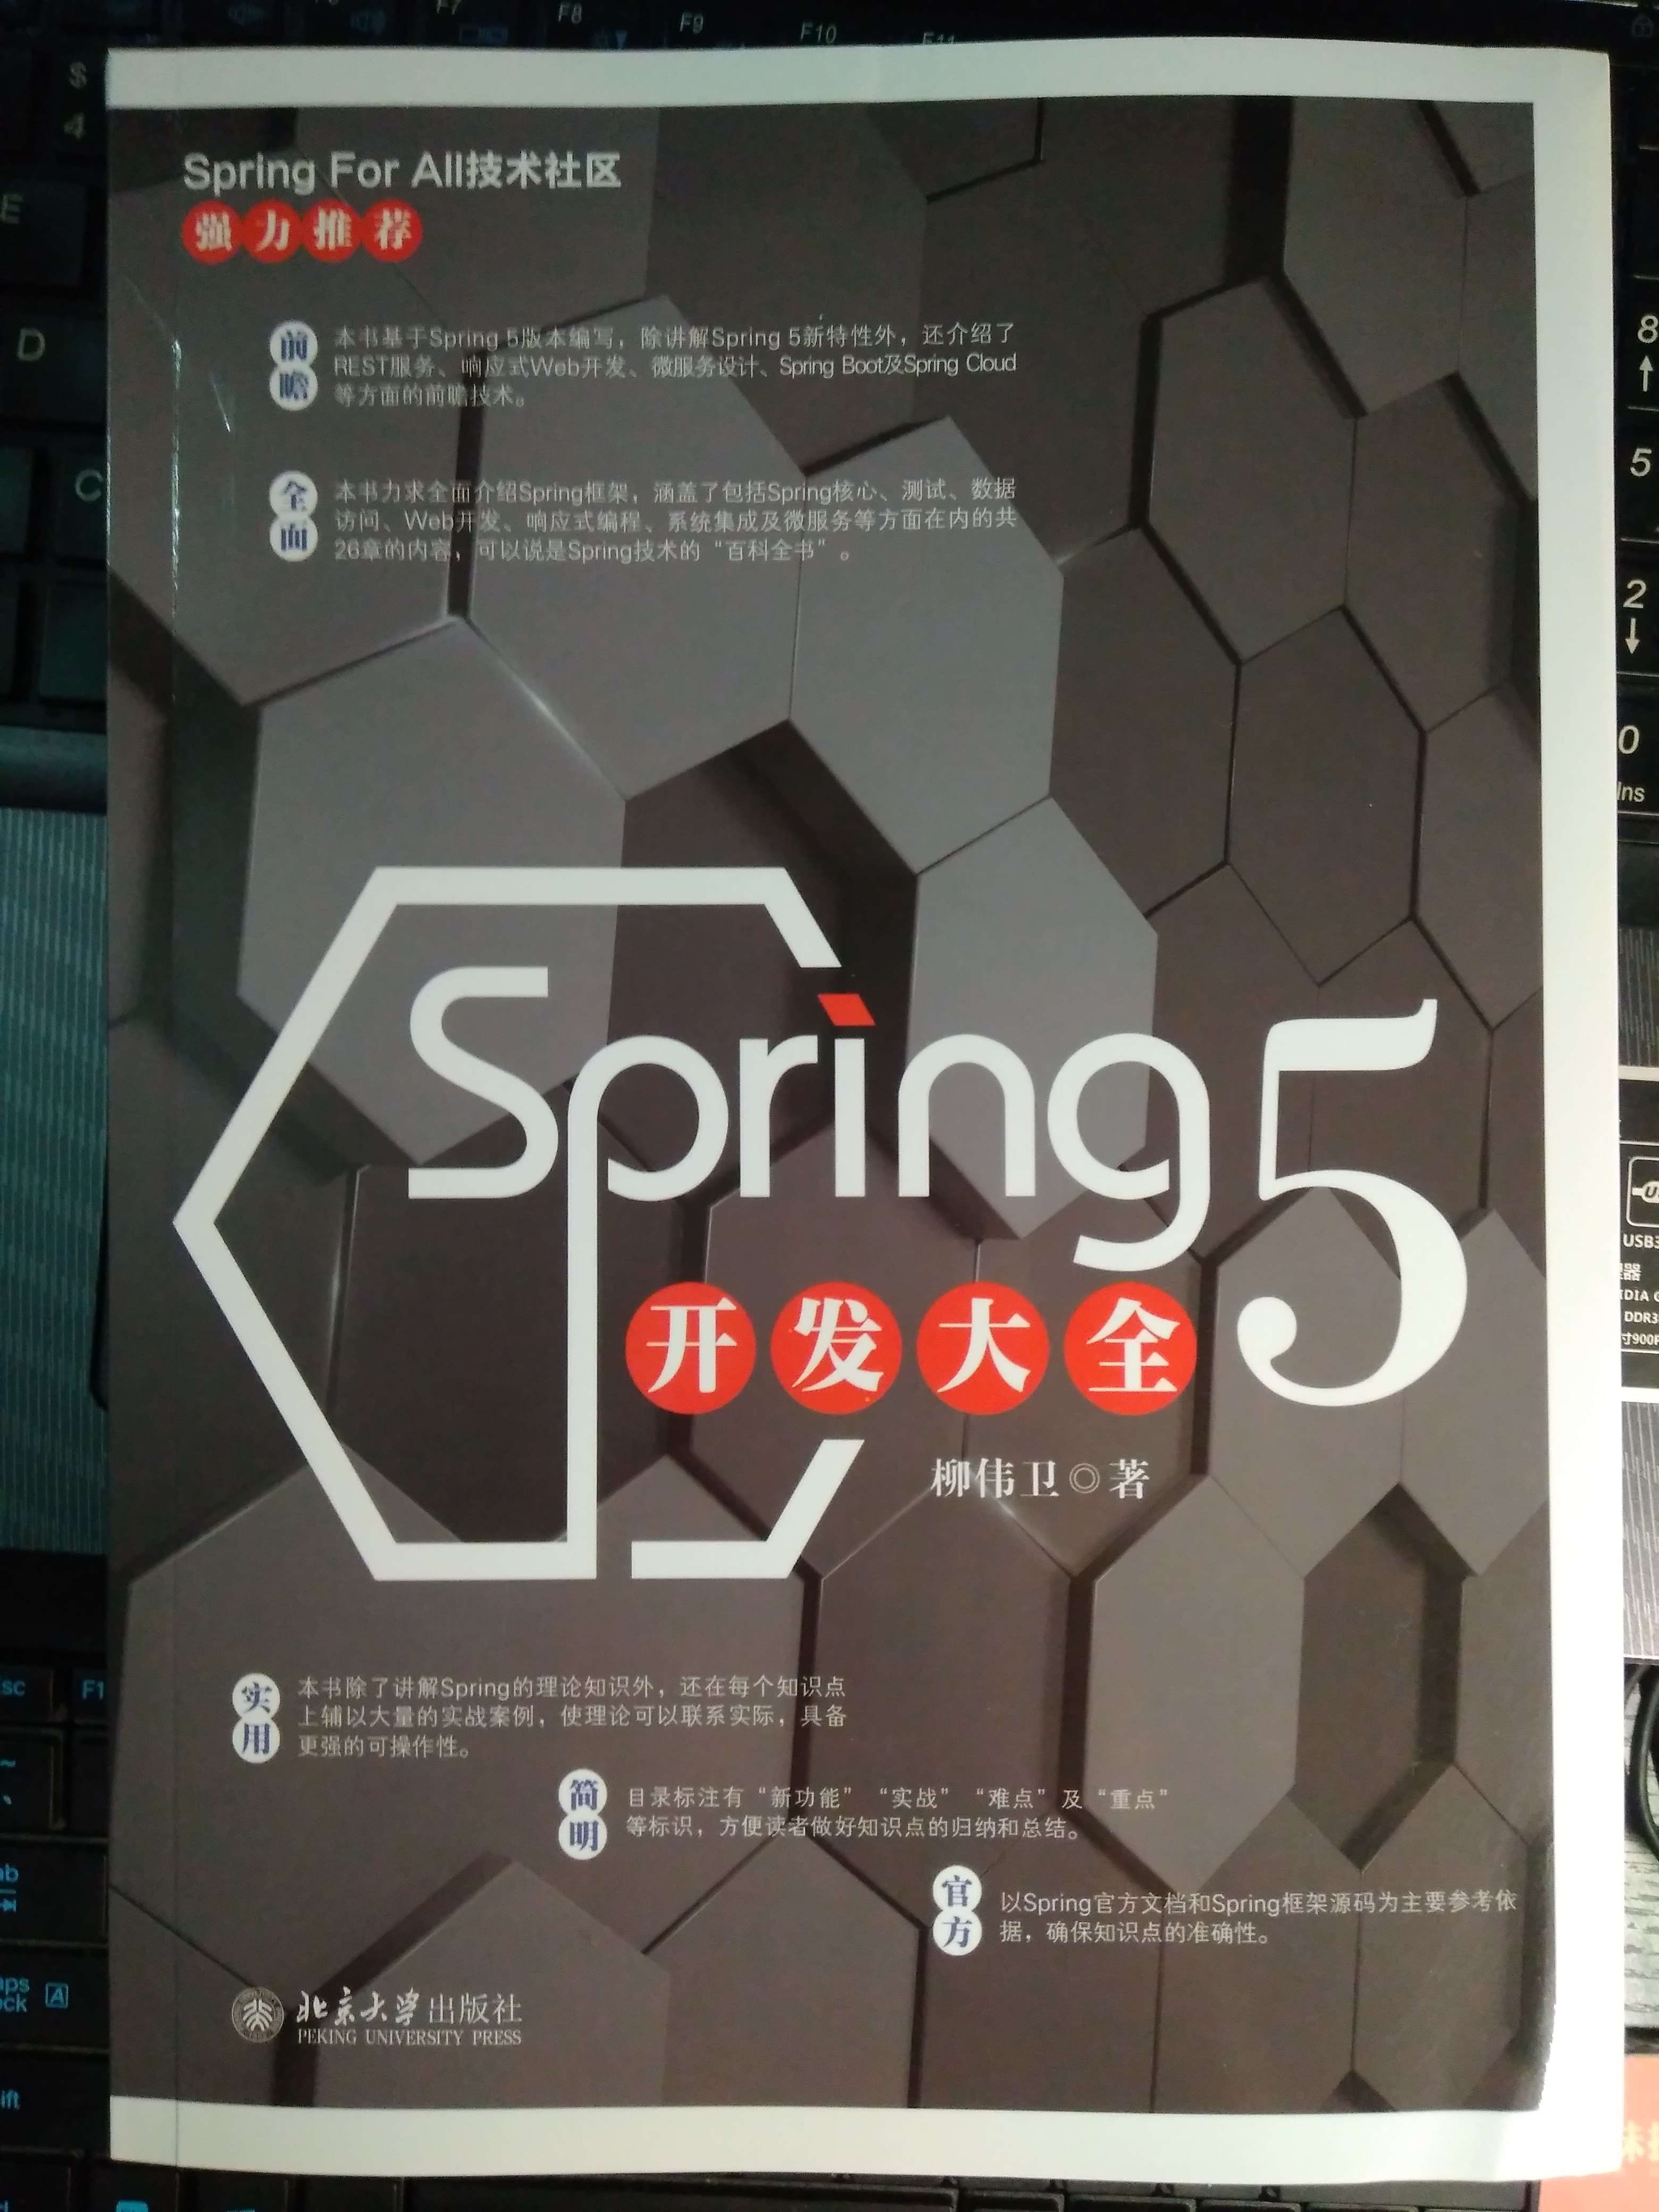 F7
F8
F9
F10
F11
$
4
E
D
C
8
5
2
0
Ins
Spring For All技术社区
强力推荐
前瞻
本书基于Spring 5版本编写，除讲解Spring 5新特性外，还介绍了
REST服务、响应式Web开发、微服务设计、Spring Boot及Spring Cloud
等方面的前瞻技术。
全面
本书力求全面介绍Spring框架，涵盖了包括Spring核心、测试、数据
访问、Web开发、响应式编程、系统集成及微服务等方面在内的共
26章的内容，可以说是Spring技术的“百科全书”。
Spring 5
开发大全
柳伟卫◎著
实用
本书除了讲解Spring的理论知识外，还在每个知识点
上辅以大量的实战案例，使理论可以联系实际，具备
更强的可操作性。
简明
目录标注有“新功能”“实战”“难点”及“重点”
等标识，方便读者做好知识点的归纳和总结。
官方
以Spring官方文档和Spring框架源码为主要参考依
据，确保知识点的准确性。
北京大学出版社
PEKING UNIVERSITY PRESS
USB3
DDR3
F1
A